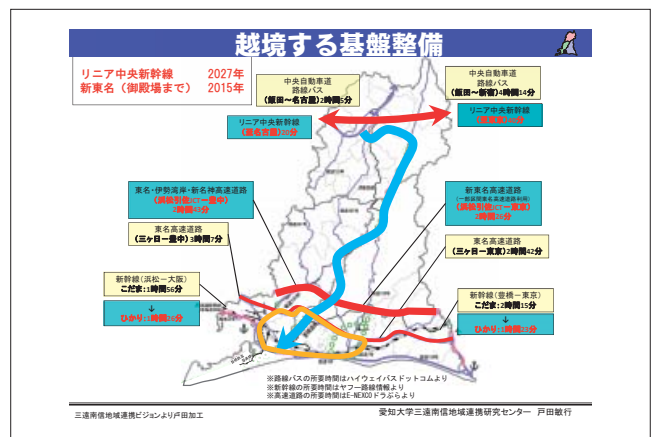 越境する基盤整備
リニア中央新幹線　2027年
新東名（御殿場まで）　2015年
中央自動車道
路線バス
(飯田～名古屋)2時間5分
中央自動車道
路線バス
(飯田～新宿)4時間14分
リニア中央新幹線
(至名古屋)20分
リニア中央新幹線
東名・伊勢湾岸・新名神高速道路
(浜松引佐JCT－豊中)
2時間43分
新東名高速道路
(一部区間東名高速道路利用)
(浜松引佐JCT－東京)
東名高速道路
(三ヶ日－豊中)3時間7分
東名高速道路
(三ヶ日－東京)2時間42分
新幹線(浜松－大阪)
こだま:1時間56分
↓
ひかり:1時間26分
新幹線(豊橋－東京)
こだま:2時間15分
↓
ひかり:1時間23分
※路線バスの所要時間はハイウェイバスドットコムより
※新幹線の所要時間はヤフー路線情報より
※高速道路の所要時間はE-NEXCOドラぷらより
三遠南信地域連携ビジョンより戸田加工
愛知大学三遠南信地域連携研究センター　戸田敏行